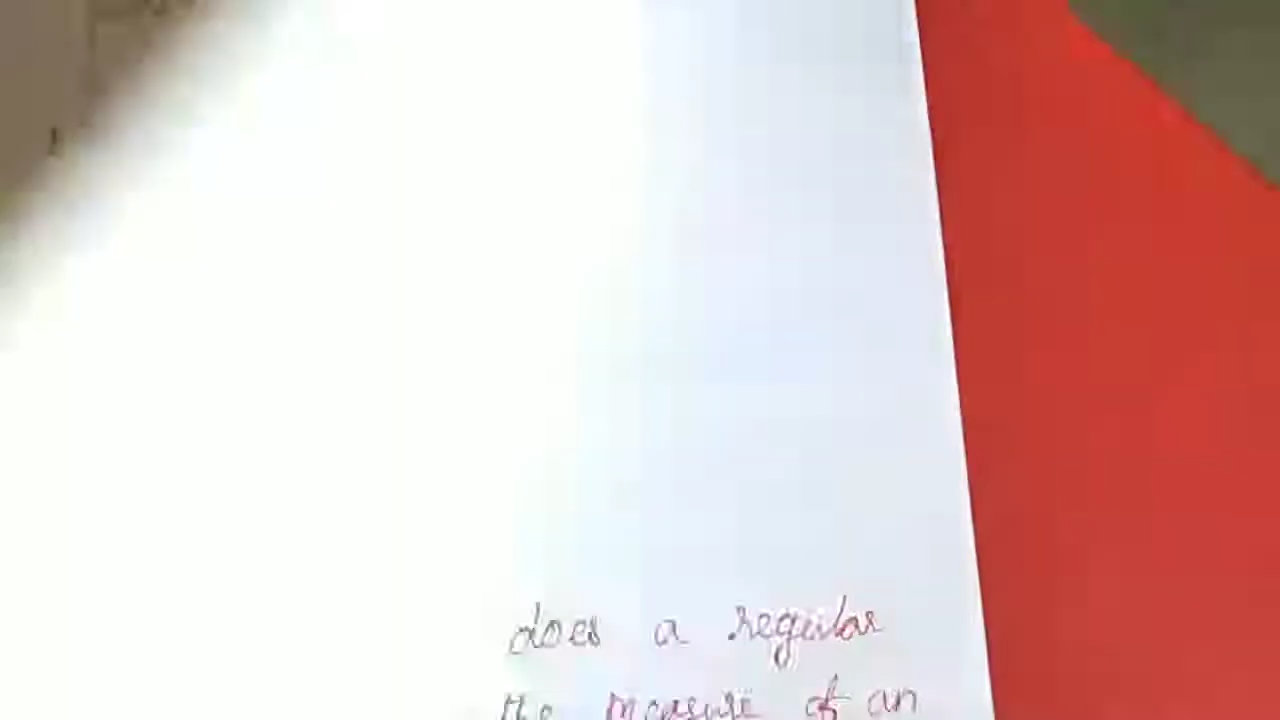 does a regular
the measure of an